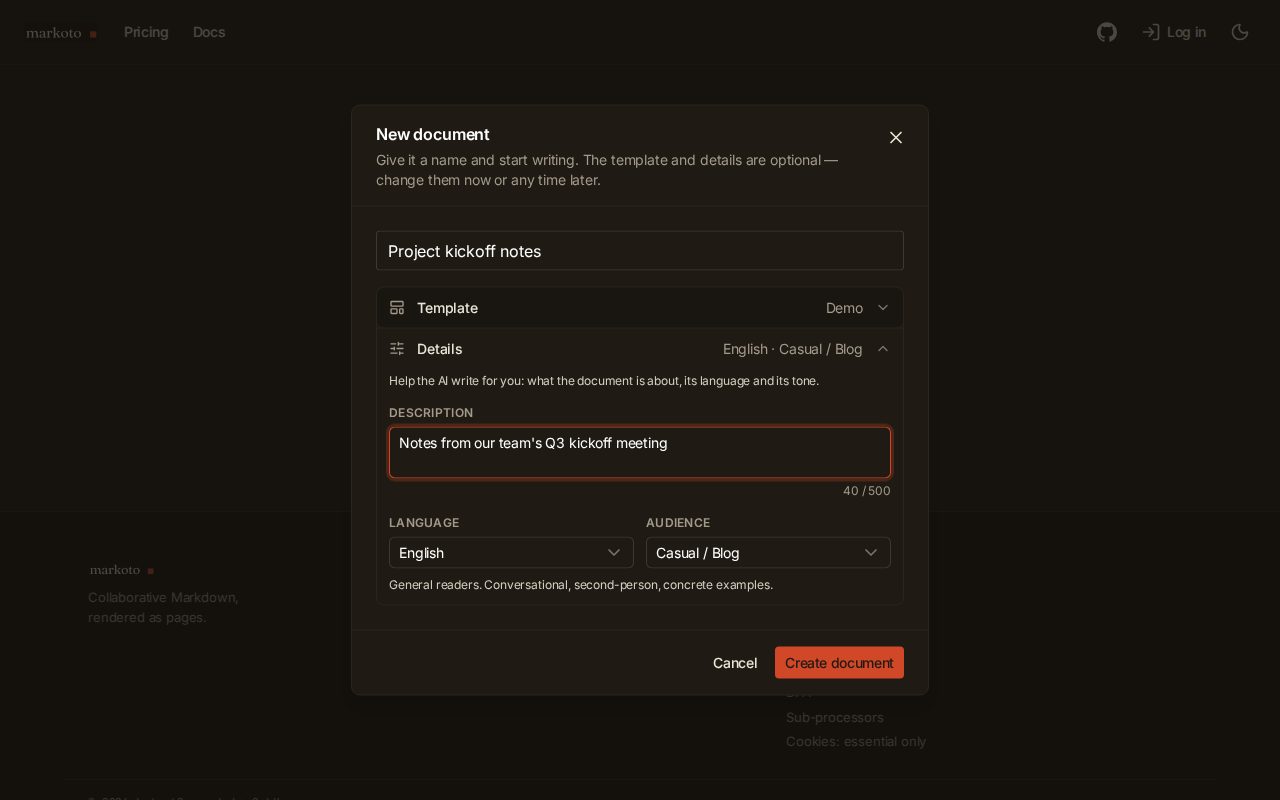 markoto
Pricing
Docs
Log in
New document
Give it a name and start writing. The template and details are optional —
change them now or any time later.
Project kickoff notes
Template
Demo
Details
English · Casual / Blog
Help the AI write for you: what the document is about, its language and its tone.
DESCRIPTION
Notes from our team's Q3 kickoff meeting
40 / 500
LANGUAGE
AUDIENCE
English
Casual / Blog
General readers. Conversational, second-person, concrete examples.
Cancel
Create document
markoto
Collaborative Markdown,
rendered as pages.
Sub-processors
Cookies: essential only